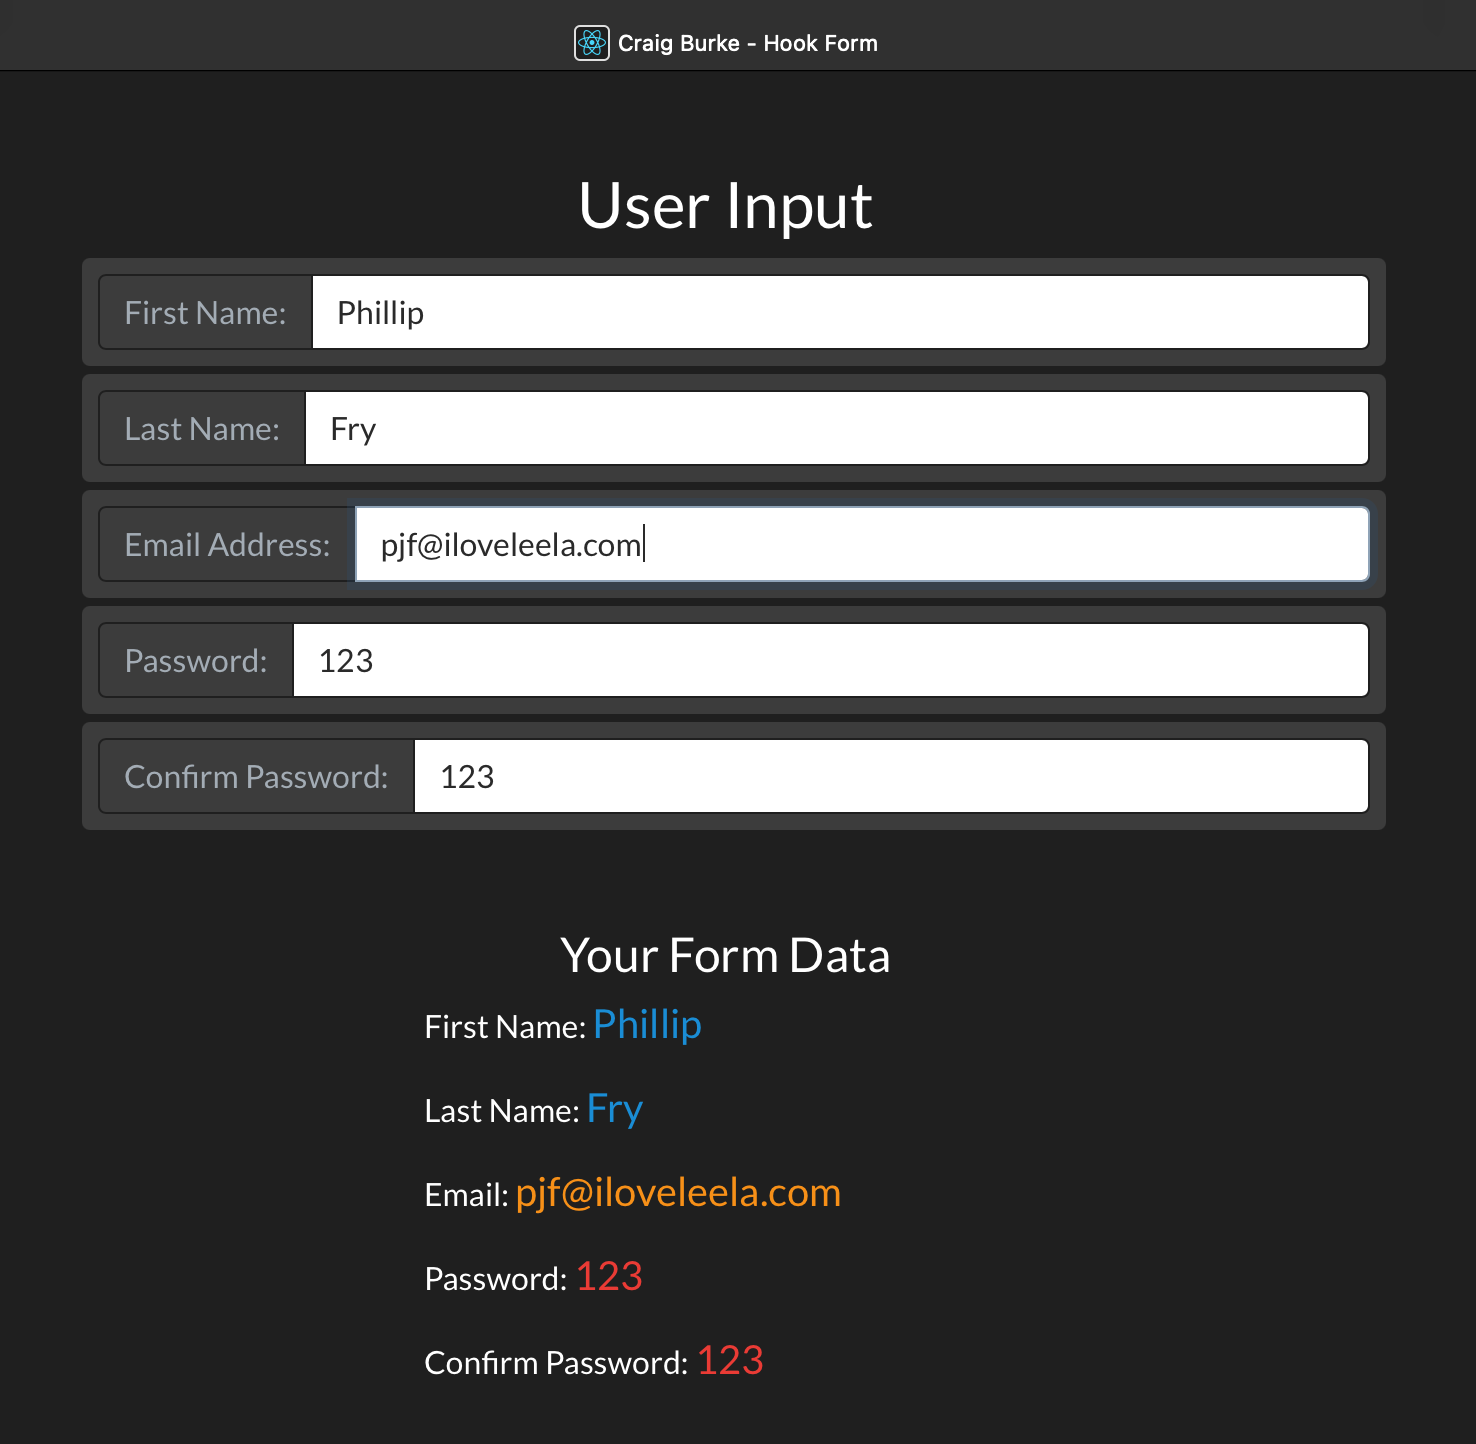 Craig Burke - Hook Form
User Input
First Name: Phillip
Last Name: Fry
Email Address: pjf@iloveleela.com
Password: 123
Confirm Password: 123
Your Form Data
First Name: Phillip
Last Name: Fry
Email: pjf@iloveleela.com
Password: 123
Confirm Password: 123